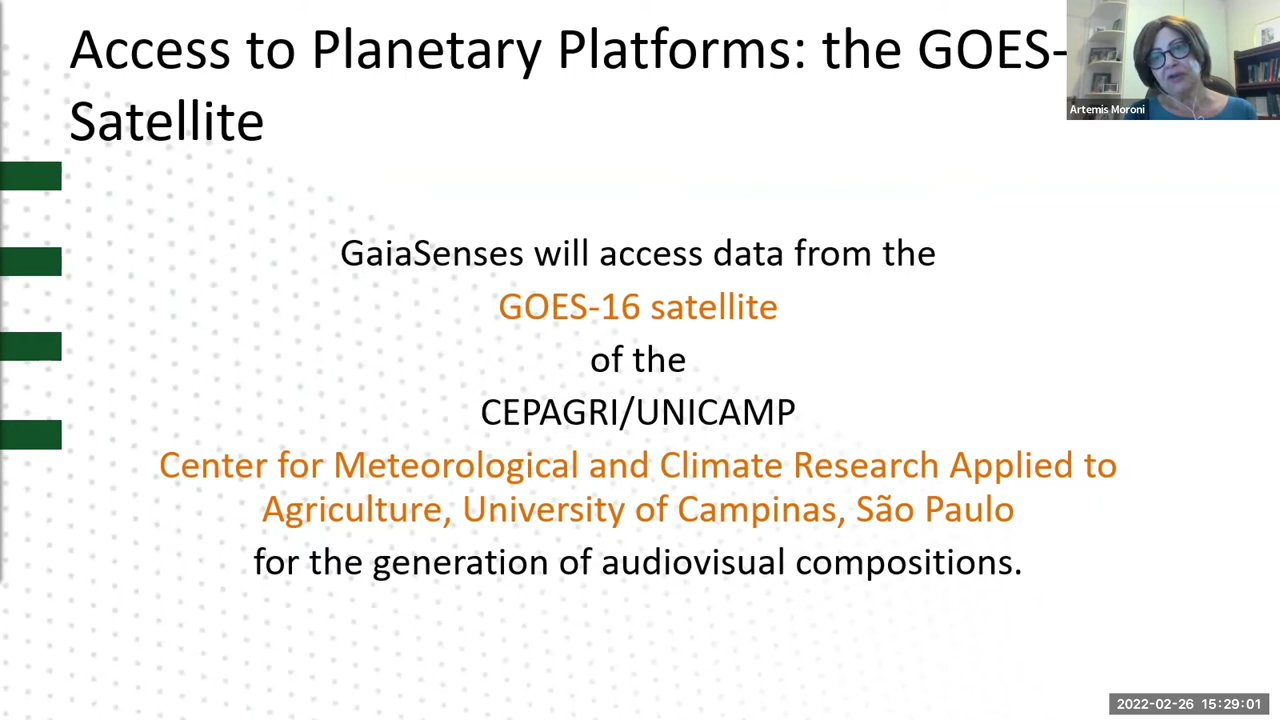 Access to Planetary Platforms: the GOES-
Satellite
Artemis Moroni
GaiaSenses will access data from the
GOES-16 satellite
of the
CEPAGRI/UNICAMP
Center for Meteorological and Climate Research Applied to
Agriculture, University of Campinas, São Paulo
for the generation of audiovisual compositions.
2022-02-26 15:29:01